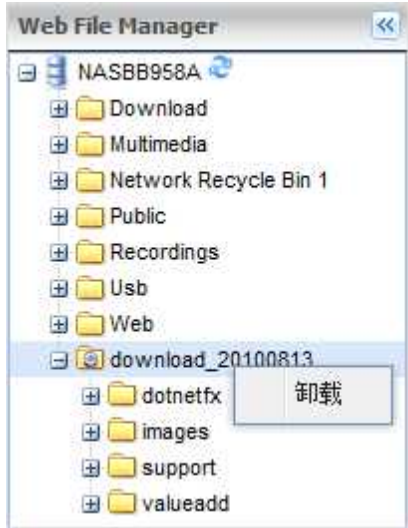 Web File Manager
NASBB958A
Download
Multimedia
Network Recycle Bin 1
Public
Recordings
Usb
Web
download_20100813
dotnetfx
卸载
images
support
valueadd